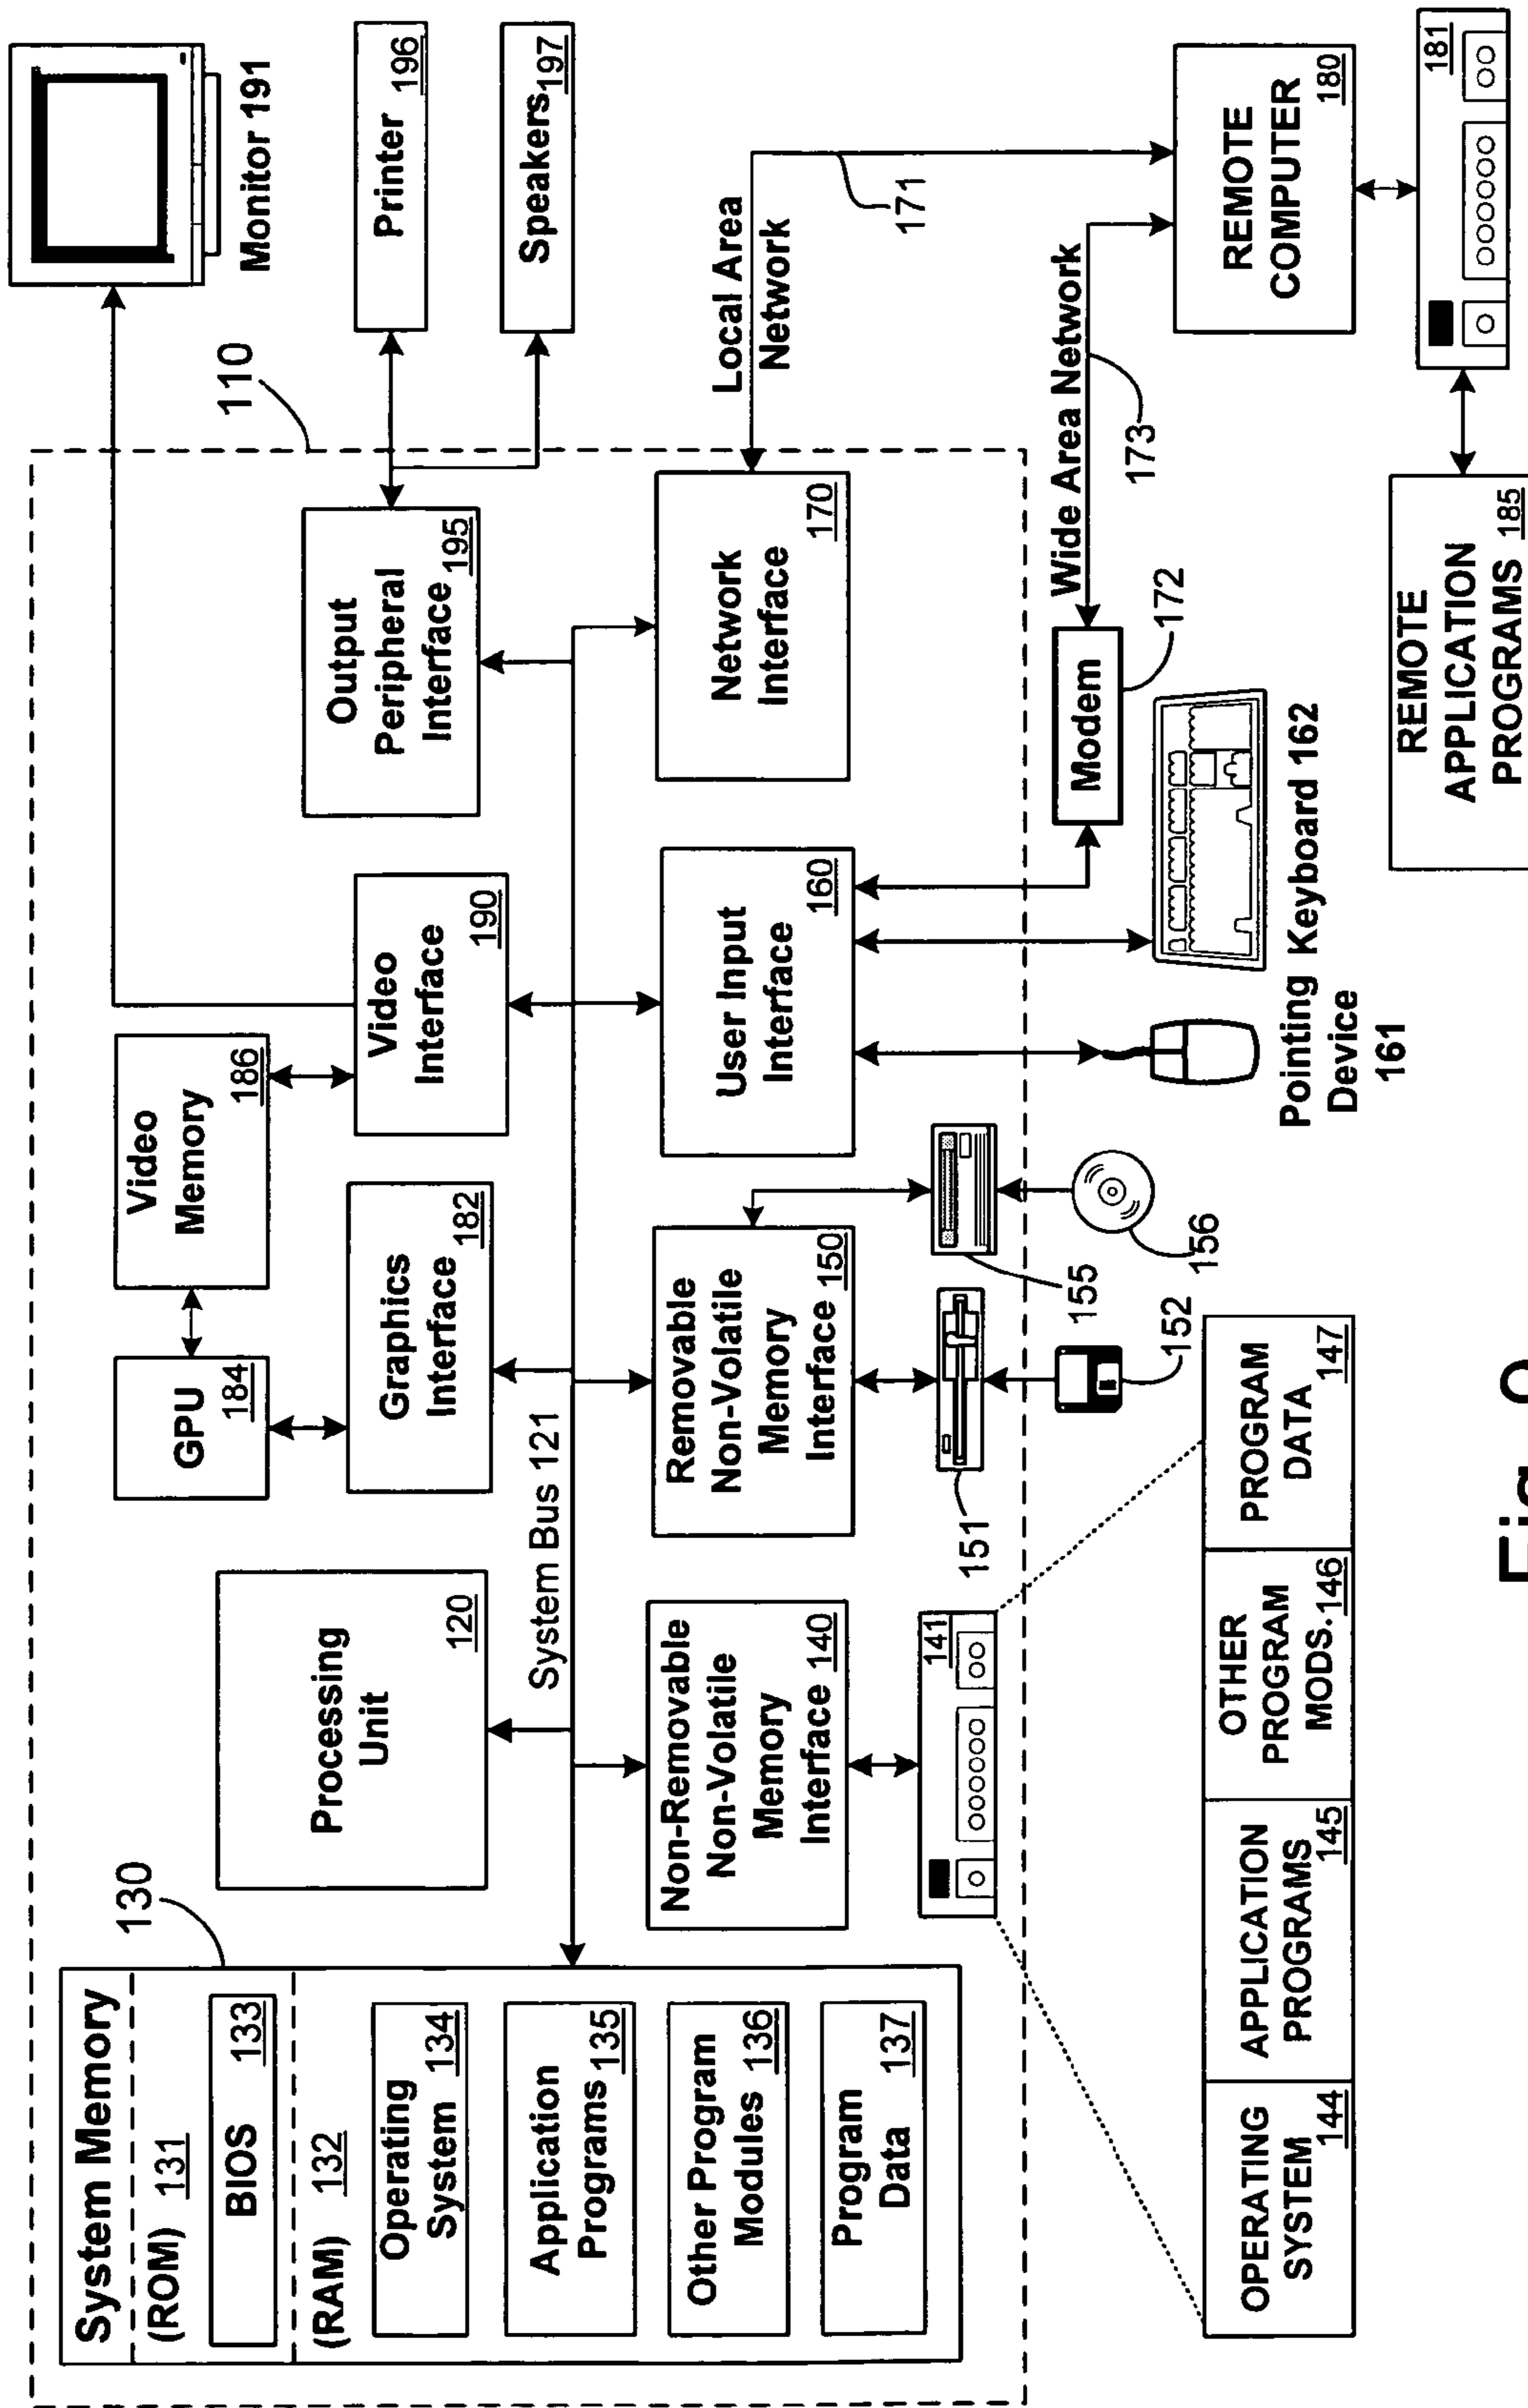 System Memory
(ROM) 131
BIOS 133
(RAM) 132
Operating
System 134
Application
Programs 135
Other Program
Modules 136
Program
Data 137
130
Processing
Unit
120
System Bus 121
GPU
184
Video
Memory
186
Graphics
Interface
182
Video
Interface
190
Output
Peripheral
Interface 195
110
Monitor 191
Printer
196
Speakers 197
Non-Removable
Non-Volatile
Memory
Interface 140
Removable
Non-Volatile
Memory
Interface 150
User Input
Interface
160
Network
Interface
170
Local Area
Network
171
Wide Area Network
173
Modem
172
141
151
152
155
156
Pointing
Device
161
Keyboard 162
REMOTE
COMPUTER
180
181
REMOTE
APPLICATION
PROGRAMS 185
OPERATING
SYSTEM 144
APPLICATION
PROGRAMS
145
OTHER
PROGRAM
MODS. 146
PROGRAM
DATA
147